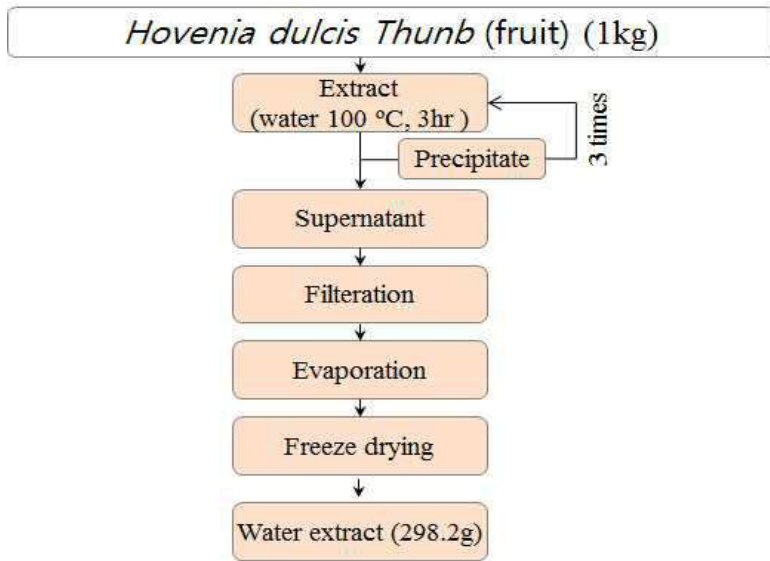 Hovenia dulcis Thunb (fruit) (1kg)
Extract
(water 100 ℃, 3hr )
Precipitate
3 times
Supernatant
Filteration
Evaporation
Freeze drying
Water extract (298.2g)